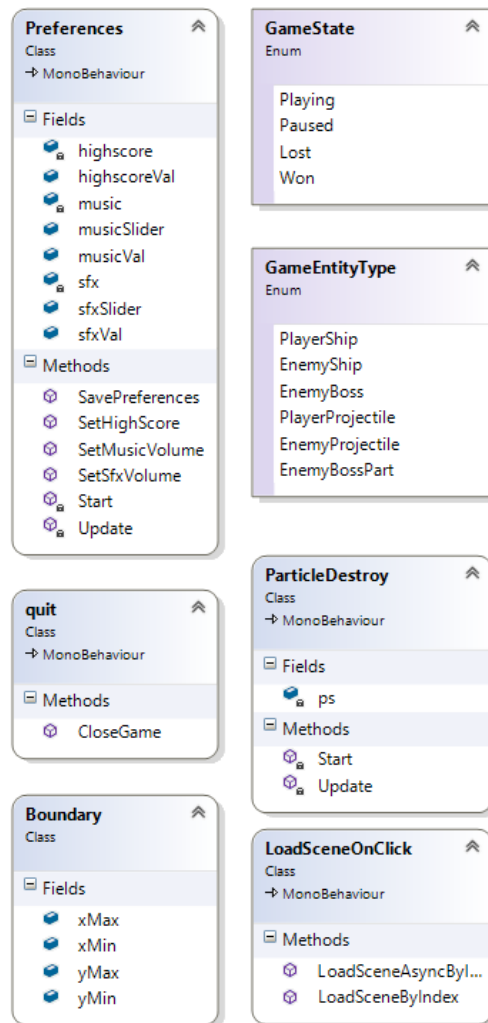 Preferences
Class
MonoBehaviour
Fields
highscore
highscoreVal
music
musicSlider
musicVal
sfx
sfxSlider
sfxVal
Methods
SavePreferences
SetHighScore
SetMusicVolume
SetSfxVolume
Start
Update
quit
Class
MonoBehaviour
Methods
CloseGame
Boundary
Class
Fields
xMax
xMin
yMax
yMin
GameState
Enum
Playing
Paused
Lost
Won
GameEntityType
Enum
PlayerShip
EnemyShip
EnemyBoss
PlayerProjectile
EnemyProjectile
EnemyBossPart
ParticleDestroy
Class
MonoBehaviour
Fields
ps
Methods
Start
Update
LoadSceneOnClick
Class
MonoBehaviour
Methods
LoadSceneAsyncByI...
LoadSceneByIndex